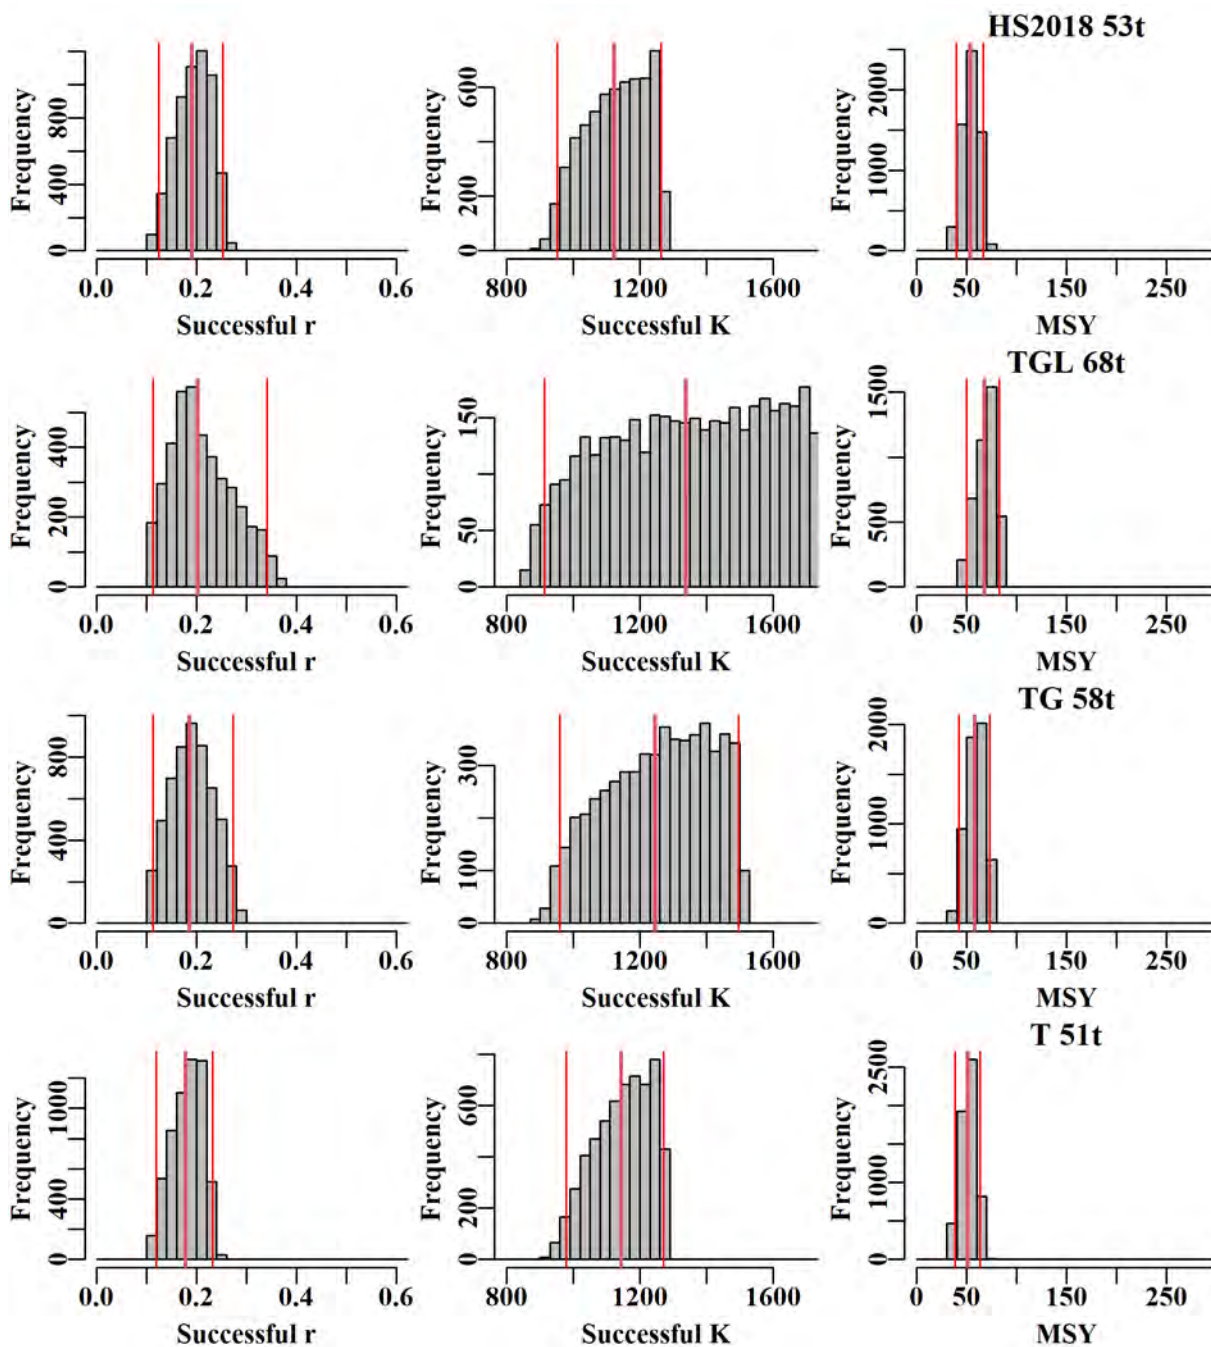 HS2018 53t
Frequency
0 400 800
0.0 0.2 0.4 0.6
Successful r
Frequency
0 200 600
800 1200 1600
Successful K
Frequency
0 1000 2000
0 50 150 250
MSY
TGL 68t
Frequency
0 200 400
0.0 0.2 0.4 0.6
Successful r
Frequency
0 50 150
800 1200 1600
Successful K
Frequency
0 500 1500
0 50 150 250
MSY
TG 58t
Frequency
0 400 800
0.0 0.2 0.4 0.6
Successful r
Frequency
0 100 300
800 1200 1600
Successful K
Frequency
0 1000 2000
0 50 150 250
MSY
T 51t
Frequency
0 400 1000
0.0 0.2 0.4 0.6
Successful r
Frequency
0 200 600
800 1200 1600
Successful K
Frequency
0 1000 2500
0 50 150 250
MSY